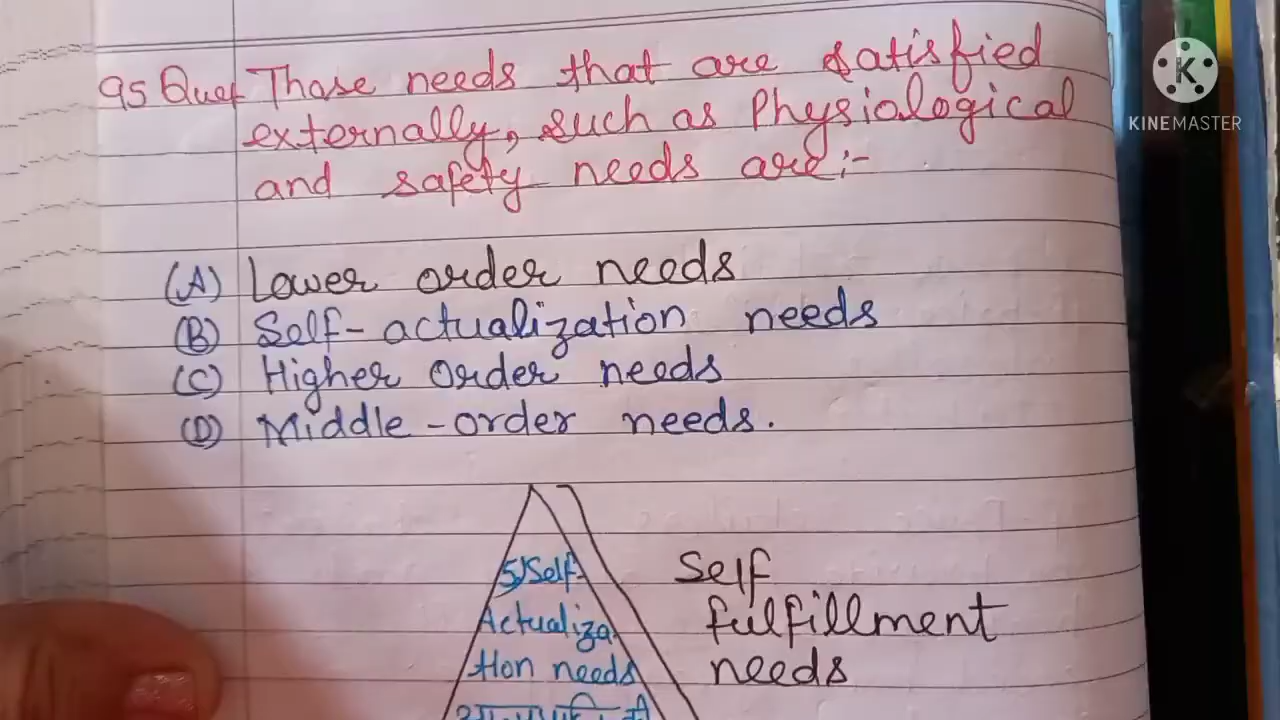 95 Ques Those needs that are satisfied
externally, such as Physiological
and safety needs are:-
(A) Lower order needs
(B) Self-actualization needs
(C) Higher order needs
(D) Middle-order needs.
5) Self-
Actualiza
tion needs
Self
fulfillment
needs
K
KINEMASTER